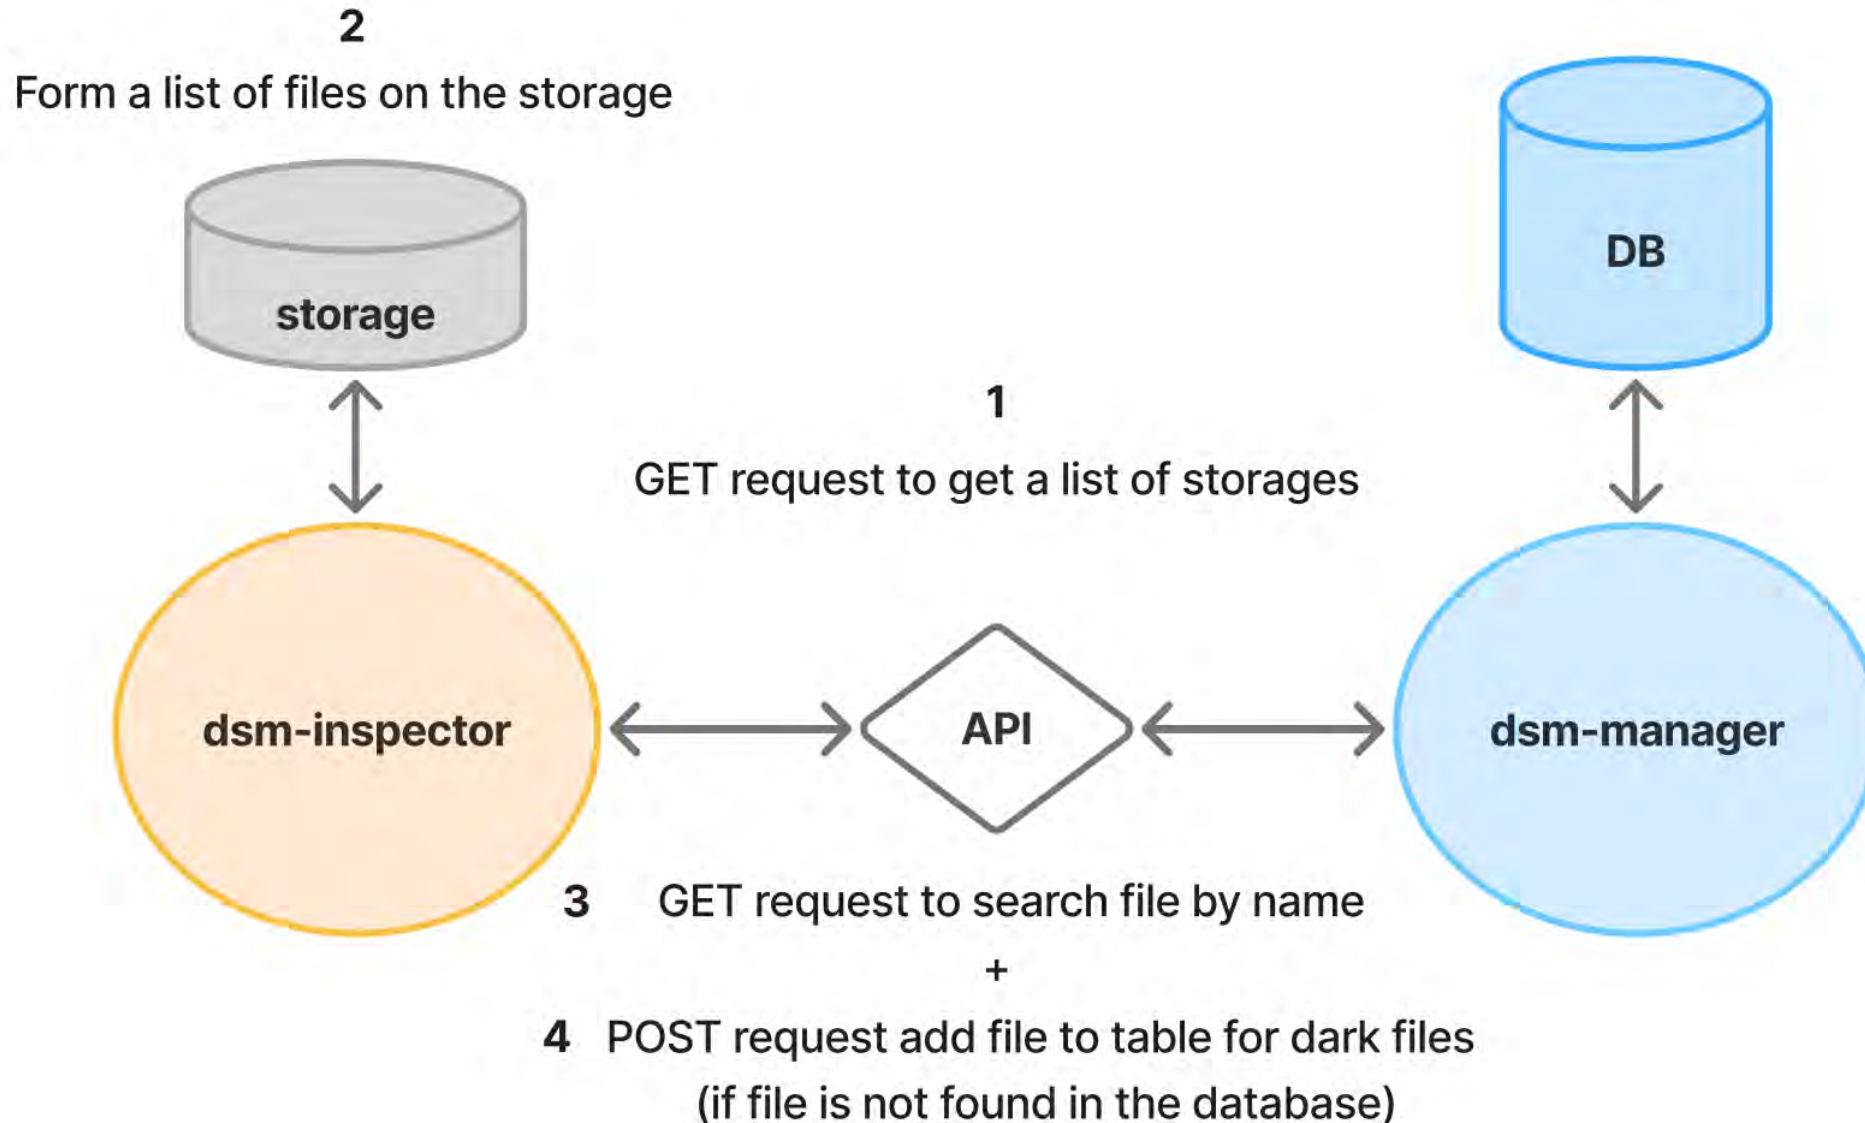 2
Form a list of files on the storage
storage
DB
1
GET request to get a list of storages
dsm-inspector
API
dsm-manager
3 GET request to search file by name
+
4 POST request add file to table for dark files
(if file is not found in the database)